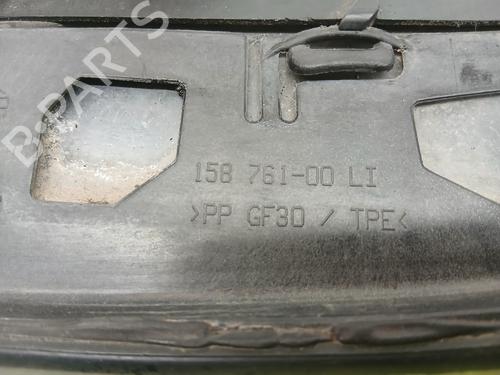 B-PARTS
158 761-00 LI
>PP GF30 / TPE<